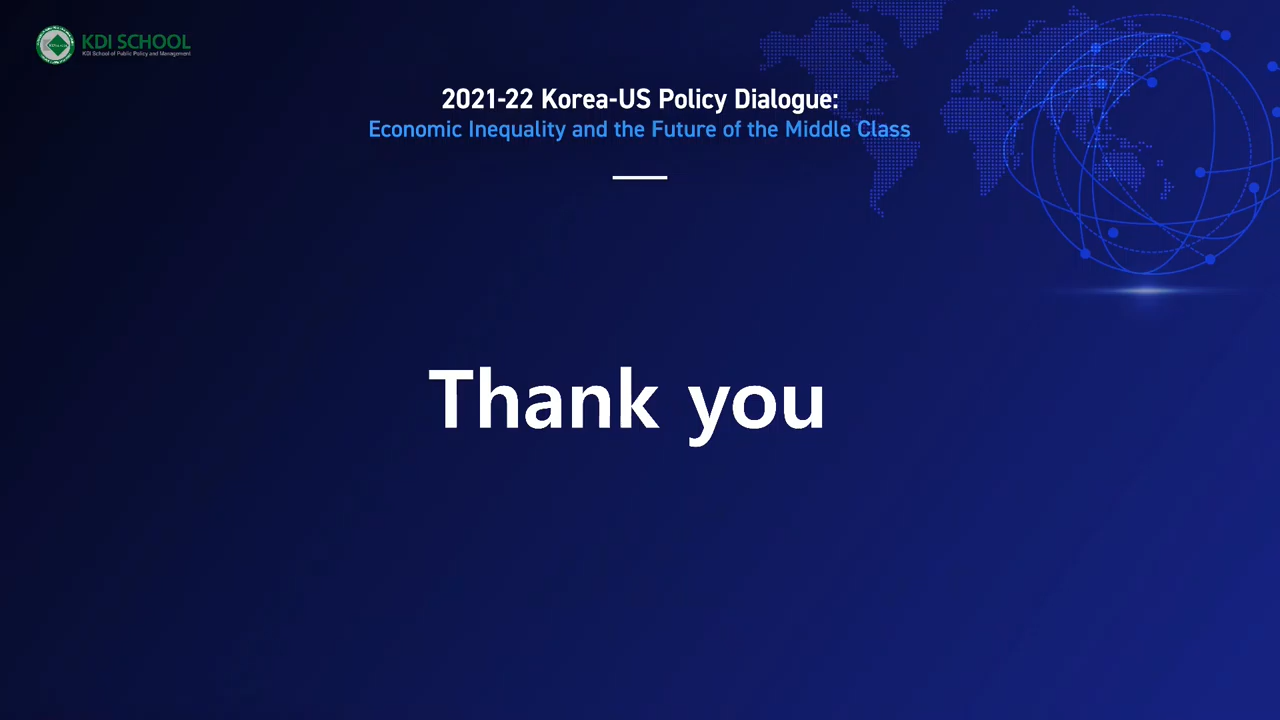 KDI SCHOOL
KDI School of Public Policy and Management
2021-22 Korea-US Policy Dialogue:
Economic Inequality and the Future of the Middle Class
Thank you